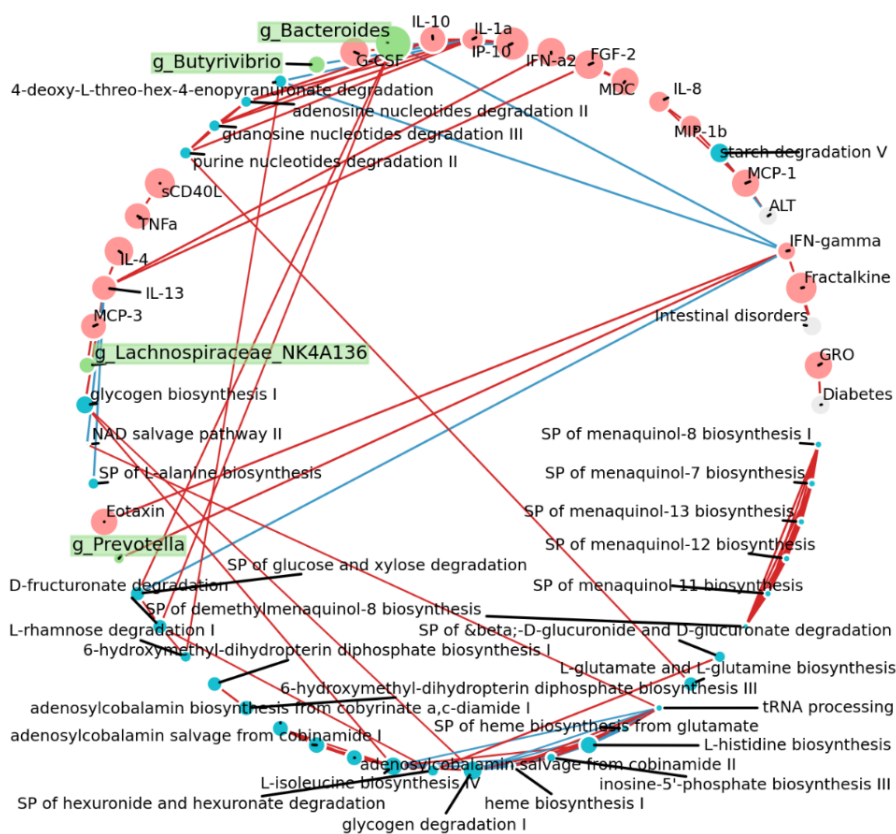 g_Bacteroides
IL-10
IL-1a
g_Butyrivibrio
G-CSF
IP-10
IFN-a2
FGF-2
MDC
4-deoxy-L-threo-hex-4-enopyranuronate degradation
IL-8
adenosine nucleotides degradation II
guanosine nucleotides degradation III
MIP-1b
purine nucleotides degradation II
starch degradation V
sCD40L
MCP-1
TNFa
ALT
IL-4
IFN-gamma
IL-13
Fractalkine
MCP-3
Intestinal disorders
g_Lachnospiraceae_NK4A136
GRO
glycogen biosynthesis I
Diabetes
NAD salvage pathway II
SP of menaquinol-8 biosynthesis I
SP of L-alanine biosynthesis
SP of menaquinol-7 biosynthesis
Eotaxin
SP of menaquinol-13 biosynthesis
g_Prevotella
SP of menaquinol-12 biosynthesis
SP of glucose and xylose degradation
D-fructuronate degradation
SP of menaquinol-11 biosynthesis
SP of demethylmenaquinol-8 biosynthesis
L-rhamnose degradation I
SP of &beta;-D-glucuronide and D-glucuronate degradation
6-hydroxymethyl-dihydropterin diphosphate biosynthesis I
L-glutamate and L-glutamine biosynthesis
6-hydroxymethyl-dihydropterin diphosphate biosynthesis III
adenosylcobalamin biosynthesis from cobyrinate a,c-diamide I
tRNA processing
SP of heme biosynthesis from glutamate
adenosylcobalamin salvage from cobinamide I
L-histidine biosynthesis
adenosylcobalamin salvage from cobinamide II
L-isoleucine biosynthesis IV
inosine-5'-phosphate biosynthesis III
SP of hexuronide and hexuronate degradation
heme biosynthesis I
glycogen degradation I